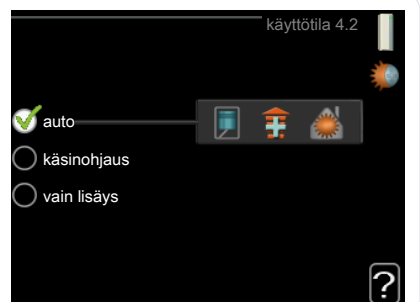 käyttötila 4.2
auto
käsinohjaus
vain lisäys
?